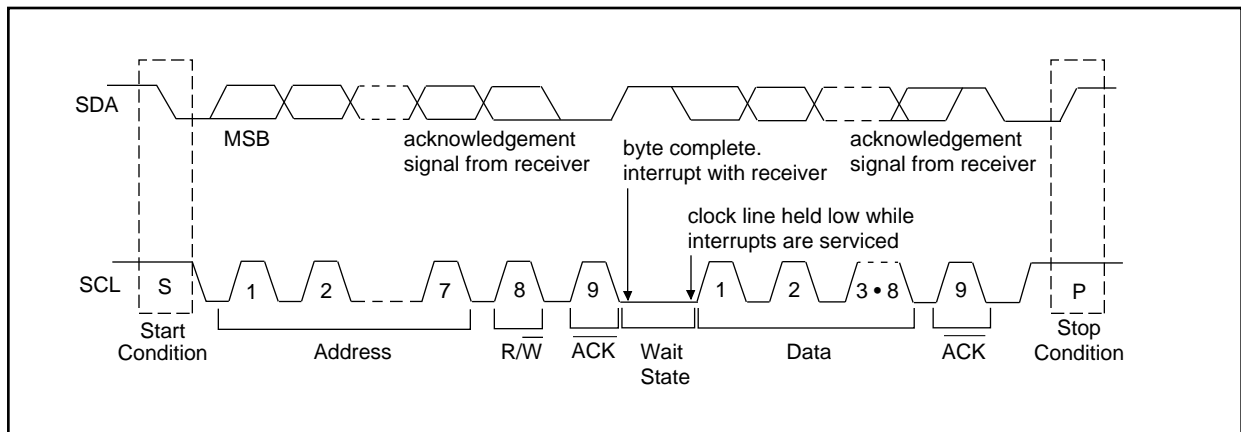 SDA
MSB
acknowledgement
signal from receiver
byte complete.
interrupt with receiver
acknowledgement
signal from receiver
clock line held low while
interrupts are serviced
SCL
S
1
2
7
8
9
1
2
3 • 8
9
P
Start
Condition
Address
R/W̅
A̅C̅K̅
Wait
State
Data
A̅C̅K̅
Stop
Condition